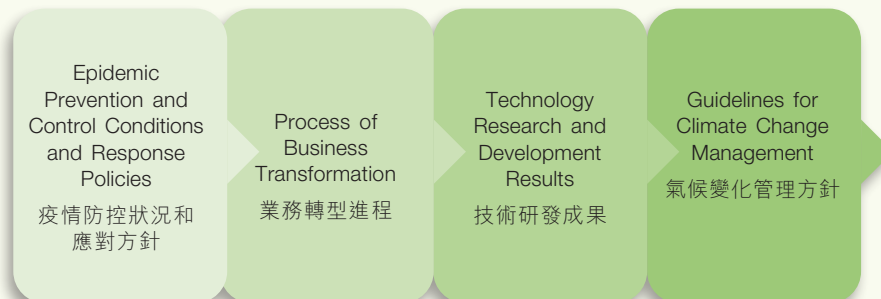 Epidemic
Prevention and
Control Conditions
and Response
Policies
疫情防控狀況和
應對方針
Process of
Business
Transformation
業務轉型進程
Technology
Research and
Development
Results
技術研發成果
Guidelines for
Climate Change
Management
氣候變化管理方針